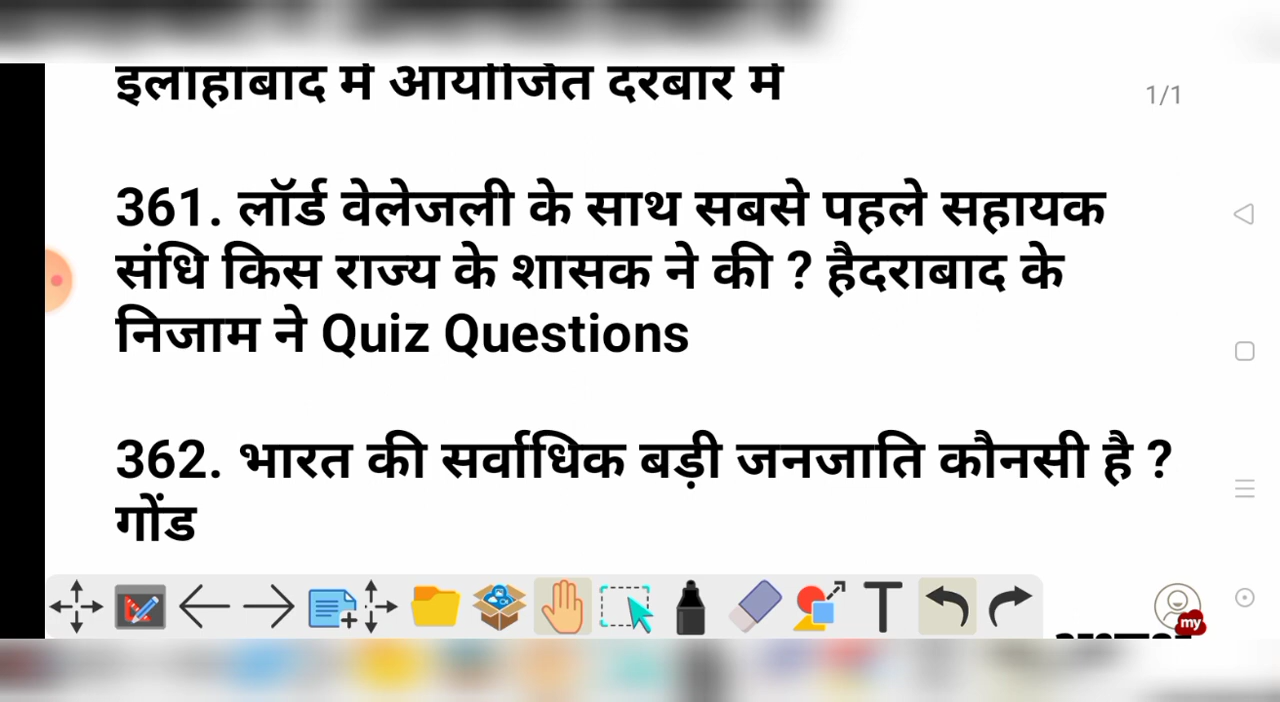 इलाहाबाद में आयोजित दरबार में
1/1
361. लॉर्ड वेलेजली के साथ सबसे पहले सहायक
संधि किस राज्य के शासक ने की ? हैदराबाद के
निजाम ने Quiz Questions
362. भारत की सर्वाधिक बड़ी जनजाति कौनसी है ?
गोंड
T
my